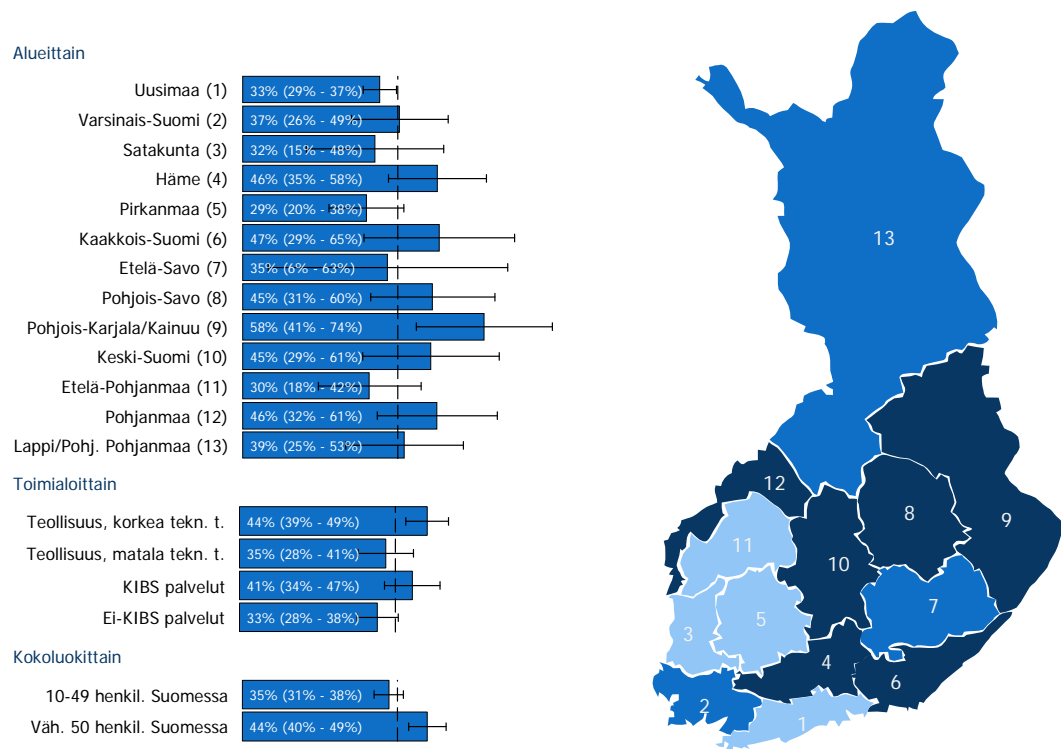 Alueittain
Uusimaa (1) 33% (29% - 37%)
Varsinais-Suomi (2) 37% (26% - 49%)
Satakunta (3) 32% (15% - 48%)
Häme (4) 46% (35% - 58%)
Pirkanmaa (5) 29% (20% - 38%)
Kaakkois-Suomi (6) 47% (29% - 65%)
Etelä-Savo (7) 35% (6% - 63%)
Pohjois-Savo (8) 45% (31% - 60%)
Pohjois-Karjala/Kainuu (9) 58% (41% - 74%)
Keski-Suomi (10) 45% (29% - 61%)
Etelä-Pohjanmaa (11) 30% (18% - 42%)
Pohjanmaa (12) 46% (32% - 61%)
Lappi/Pohj. Pohjanmaa (13) 39% (25% - 53%)
Toimialoittain
Teollisuus, korkea tekn. t. 44% (39% - 49%)
Teollisuus, matala tekn. t. 35% (28% - 41%)
KIBS palvelut 41% (34% - 47%)
Ei-KIBS palvelut 33% (28% - 38%)
Kokoluokittain
10-49 henkil. Suomessa 35% (31% - 38%)
Väh. 50 henkil. Suomessa 44% (40% - 49%)
13
12
8
9
11
10
7
5
3
4
6
2
1